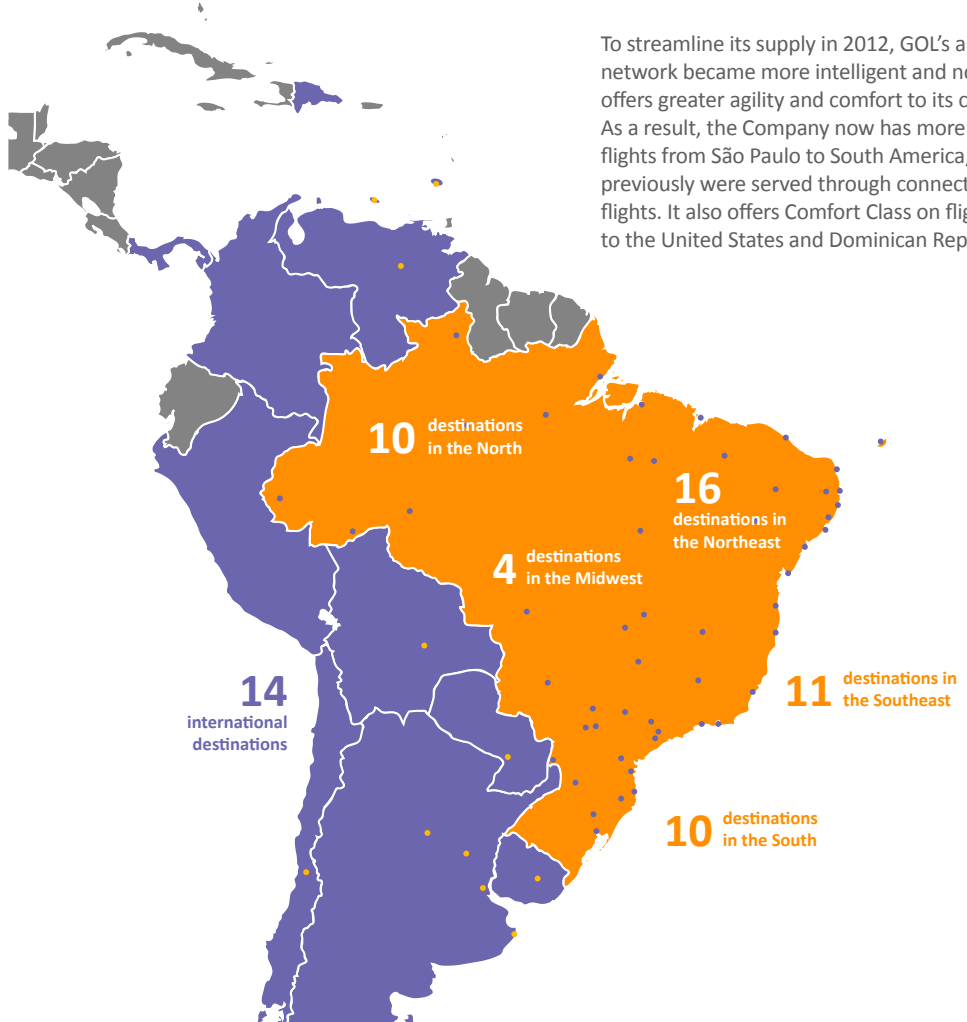 To streamline its supply in 2012, GOL's a
network became more intelligent and
offers greater agility and comfort to its
As a result, the Company now has more
flights from São Paulo to South America,
previously were served through
flights. It also offers Comfort Class on
to the United States and Dominican
10 destinations
in the North
16
destinations in
the Northeast
4 destinations
in the Midwest
14
international
destinations
11 destinations in
the Southeast
10 destinations
in the South